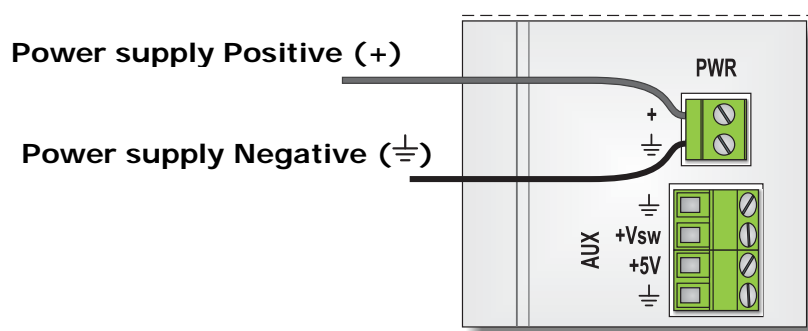 Power supply Positive (+)
PWR
+
⏚
Power supply Negative (⏚)
AUX
⏚
+Vsw
+5V
⏚